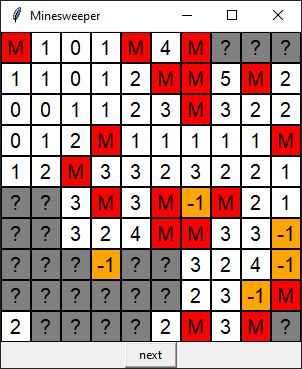 Minesweeper
M 1 0 1 M 4 M ? ? ?
1 1 0 1 2 M M 5 M 2
0 0 1 1 2 3 M 3 2 2
0 1 2 M 1 1 1 1 1 M
1 2 M 3 3 2 3 2 2 1
? ? 3 M 3 M -1 M 2 1
? ? 3 2 4 M M 3 3 -1
? ? ? -1 ? ? 3 2 4 -1
? ? ? ? ? ? 2 3 -1 M
2 ? ? ? ? 2 M 3 M ?
next